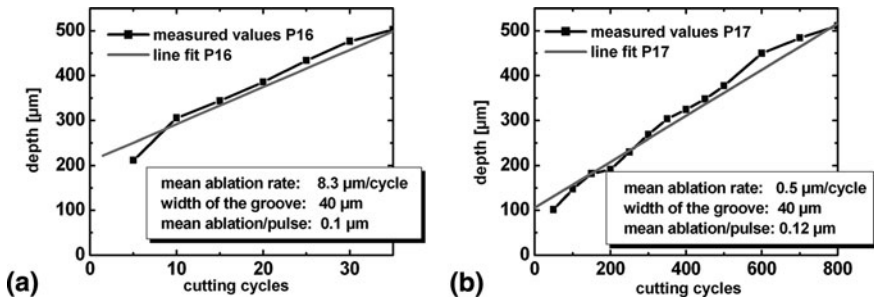 500
400
300
200
100
0
depth [µm]
measured values P16
line fit P16
mean ablation rate: 8.3 µm/cycle
width of the groove: 40 µm
mean ablation/pulse: 0.1 µm
0
10
20
30
cutting cycles
(a)
500
400
300
200
100
0
depth [µm]
measured values P17
line fit P17
mean ablation rate: 0.5 µm/cycle
width of the groove: 40 µm
mean ablation/pulse: 0.12 µm
0
200
400
600
800
cutting cycles
(b)